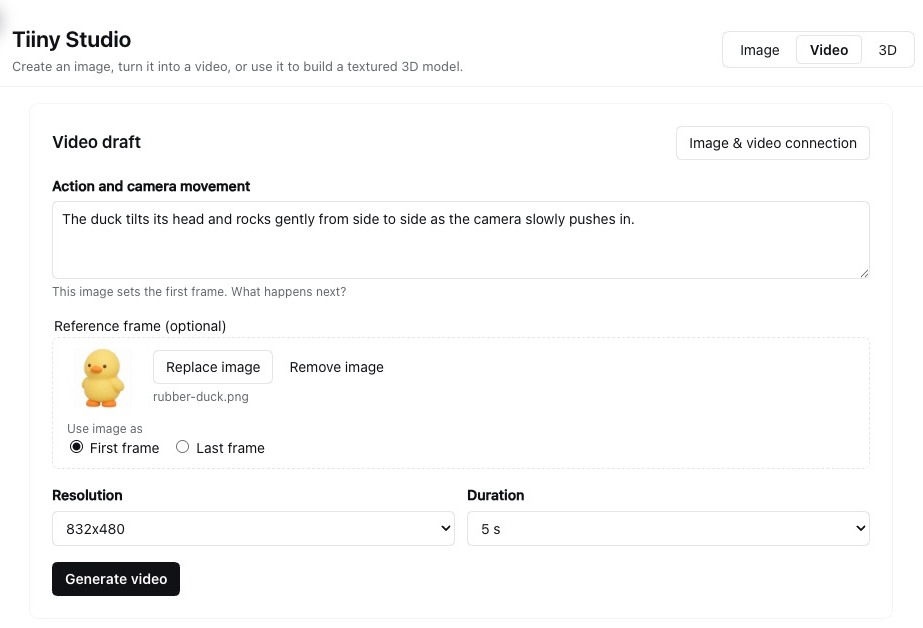 Tiiny Studio
Create an image, turn it into a video, or use it to build a textured 3D model.
Image
Video
3D
Video draft
Image & video connection
Action and camera movement
The duck tilts its head and rocks gently from side to side as the camera slowly pushes in.
This image sets the first frame. What happens next?
Reference frame (optional)
Replace image
Remove image
rubber-duck.png
Use image as
First frame
Last frame
Resolution
Duration
832x480
5 s
Generate video